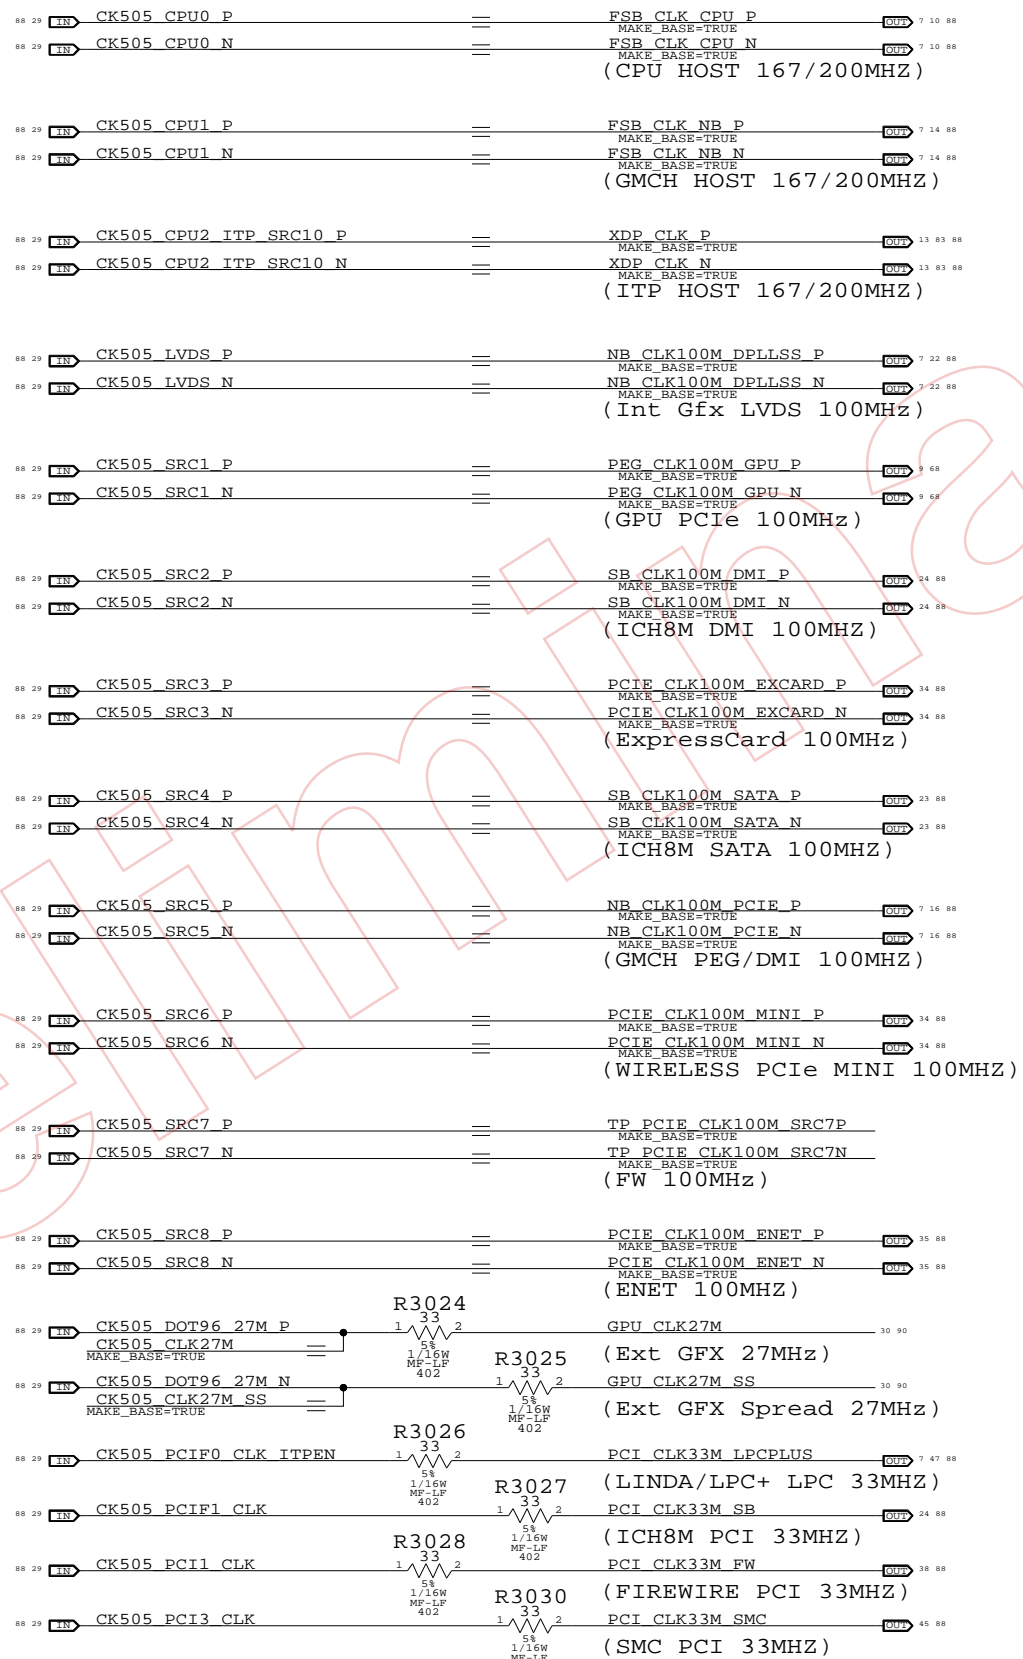 88 29 IN CK505_CPU0_P FSB_CLK_CPU_P OUT 7 10 88
MAKE_BASE=TRUE
88 29 IN CK505_CPU0_N FSB_CLK_CPU_N OUT 7 10 88
MAKE_BASE=TRUE
(CPU HOST 167/200MHZ)
88 29 IN CK505_CPU1_P FSB_CLK_NB_P OUT 7 14 88
MAKE_BASE=TRUE
88 29 IN CK505_CPU1_N FSB_CLK_NB_N OUT 7 14 88
MAKE_BASE=TRUE
(GMCH HOST 167/200MHZ)
88 29 IN CK505_CPU2_ITP_SRC10_P XDP_CLK_P OUT 13 83 88
MAKE_BASE=TRUE
88 29 IN CK505_CPU2_ITP_SRC10_N XDP_CLK_N OUT 13 83 88
MAKE_BASE=TRUE
(ITP HOST 167/200MHZ)
88 29 IN CK505_LVDS_P NB_CLK100M_DPLLSS_P OUT 7 22 88
MAKE_BASE=TRUE
88 29 IN CK505_LVDS_N NB_CLK100M_DPLLSS_N OUT 7 22 88
MAKE_BASE=TRUE
(Int Gfx LVDS 100MHz)
88 29 IN CK505_SRC1_P PEG_CLK100M_GPU_P OUT 9 68
MAKE_BASE=TRUE
88 29 IN CK505_SRC1_N PEG_CLK100M_GPU_N OUT 9 68
MAKE_BASE=TRUE
(GPU PCIe 100MHz)
88 29 IN CK505_SRC2_P SB_CLK100M_DMI_P OUT 24 88
MAKE_BASE=TRUE
88 29 IN CK505_SRC2_N SB_CLK100M_DMI_N OUT 24 88
MAKE_BASE=TRUE
(ICH8M DMI 100MHZ)
88 29 IN CK505_SRC3_P PCIE_CLK100M_EXCARD_P OUT 34 88
MAKE_BASE=TRUE
88 29 IN CK505_SRC3_N PCIE_CLK100M_EXCARD_N OUT 34 88
MAKE_BASE=TRUE
(ExpressCard 100MHz)
88 29 IN CK505_SRC4_P SB_CLK100M_SATA_P OUT 23 88
MAKE_BASE=TRUE
88 29 IN CK505_SRC4_N SB_CLK100M_SATA_N OUT 23 88
MAKE_BASE=TRUE
(ICH8M SATA 100MHZ)
88 29 IN CK505_SRC5_P NB_CLK100M_PCIE_P OUT 7 16 88
MAKE_BASE=TRUE
88 29 IN CK505_SRC5_N NB_CLK100M_PCIE_N OUT 7 16 88
MAKE_BASE=TRUE
(GMCH PEG/DMI 100MHZ)
88 29 IN CK505_SRC6_P PCIE_CLK100M_MINI_P OUT 34 88
MAKE_BASE=TRUE
88 29 IN CK505_SRC6_N PCIE_CLK100M_MINI_N OUT 34 88
MAKE_BASE=TRUE
(WIRELESS PCIe MINI 100MHZ)
88 29 IN CK505_SRC7_P TP_PCIE_CLK100M_SRC7P
MAKE_BASE=TRUE
88 29 IN CK505_SRC7_N TP_PCIE_CLK100M_SRC7N
MAKE_BASE=TRUE
(FW 100MHz)
88 29 IN CK505_SRC8_P PCIE_CLK100M_ENET_P OUT 35 88
MAKE_BASE=TRUE
88 29 IN CK505_SRC8_N PCIE_CLK100M_ENET_N OUT 35 88
MAKE_BASE=TRUE
(ENET 100MHZ)
R3024
88 29 IN CK505_DOT96_27M_P 1 33 2 GPU_CLK27M 30 90
CK505_CLK27M 5%
MAKE_BASE=TRUE 1/16W
MF-LF
402
(Ext GFX 27MHz)
R3025
88 29 IN CK505_DOT96_27M_N 1 33 2 GPU_CLK27M_SS 30 90
CK505_CLK27M_SS 5%
MAKE_BASE=TRUE 1/16W
MF-LF
402
(Ext GFX Spread 27MHz)
R3026
88 29 IN CK505_PCIF0_CLK_ITPEN 1 33 2 PCI_CLK33M_LPCPLUS OUT 7 47 88
5%
1/16W
MF-LF
402
(LINDA/LPC+ LPC 33MHZ)
R3027
88 29 IN CK505_PCIF1_CLK 1 33 2 PCI_CLK33M_SB OUT 24 88
5%
1/16W
MF-LF
402
(ICH8M PCI 33MHZ)
R3028
88 29 IN CK505_PCI1_CLK 1 33 2 PCI_CLK33M_FW OUT 38 88
5%
1/16W
MF-LF
402
(FIREWIRE PCI 33MHZ)
R3030
88 29 IN CK505_PCI3_CLK 1 33 2 PCI_CLK33M_SMC OUT 45 88
5%
1/16W
MF-LF
(SMC PCI 33MHZ)
elimina